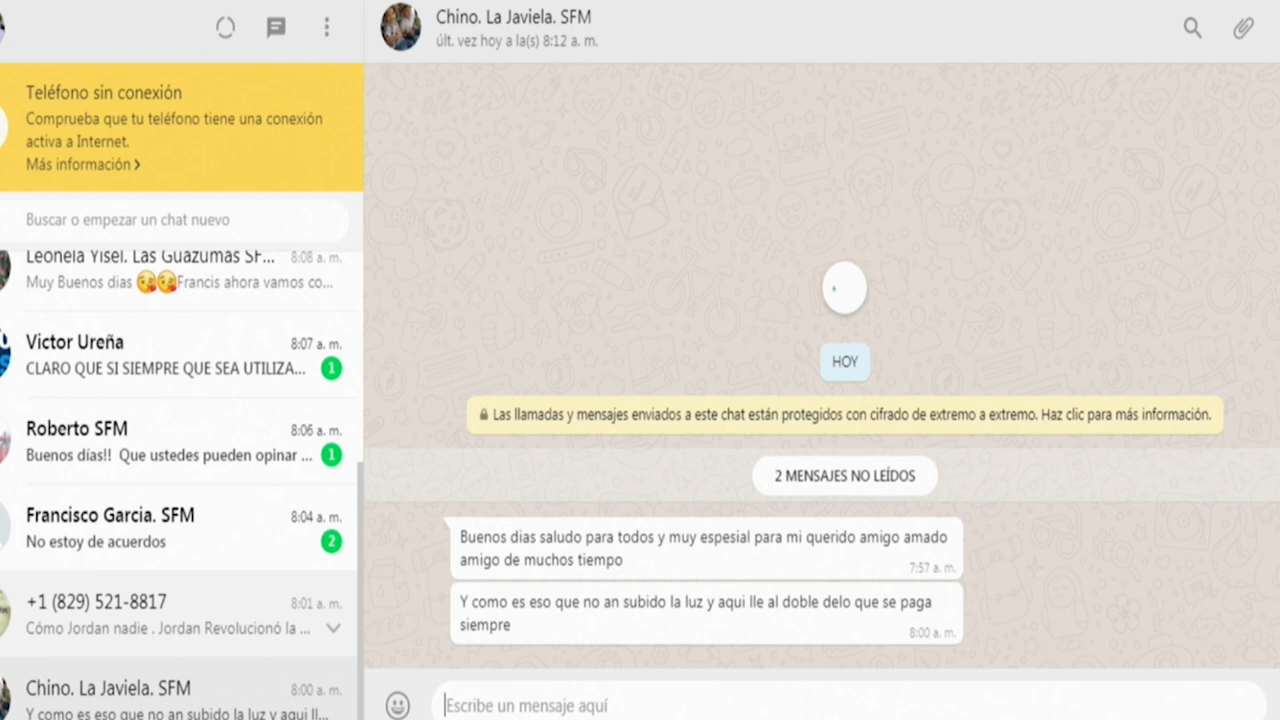 Teléfono sin conexión
Comprueba que tu teléfono tiene una conexión
activa a Internet.
Más información >
Buscar o empezar un chat nuevo
Leonela Yisel. Las Guazumas SF... 8:08 a. m.
Muy Buenos dias 😘😘Francis ahora vamos co...
Victor Ureña 8:07 a. m.
CLARO QUE SI SIEMPRE QUE SEA UTILIZA... 1
Roberto SFM 8:06 a. m.
Buenos días!! Que ustedes pueden opinar ... 1
Francisco Garcia. SFM 8:04 a. m.
No estoy de acuerdos 2
+1 (829) 521-8817 8:01 a. m.
Cómo Jordan nadie . Jordan Revolucionó la ...
Chino. La Javiela. SFM 8:00 a. m.
Y como es eso que no an subido la luz y aqui ll...
Chino. La Javiela. SFM
últ. vez hoy a la(s) 8:12 a. m.
HOY
Las llamadas y mensajes enviados a este chat están protegidos con cifrado de extremo a extremo. Haz clic para más información.
2 MENSAJES NO LEÍDOS
Buenos dias saludo para todos y muy espesial para mi querido amigo amado
amigo de muchos tiempo
7:57 a. m.
Y como es eso que no an subido la luz y aqui lle al doble delo que se paga
siempre
8:00 a. m.
Escribe un mensaje aquí